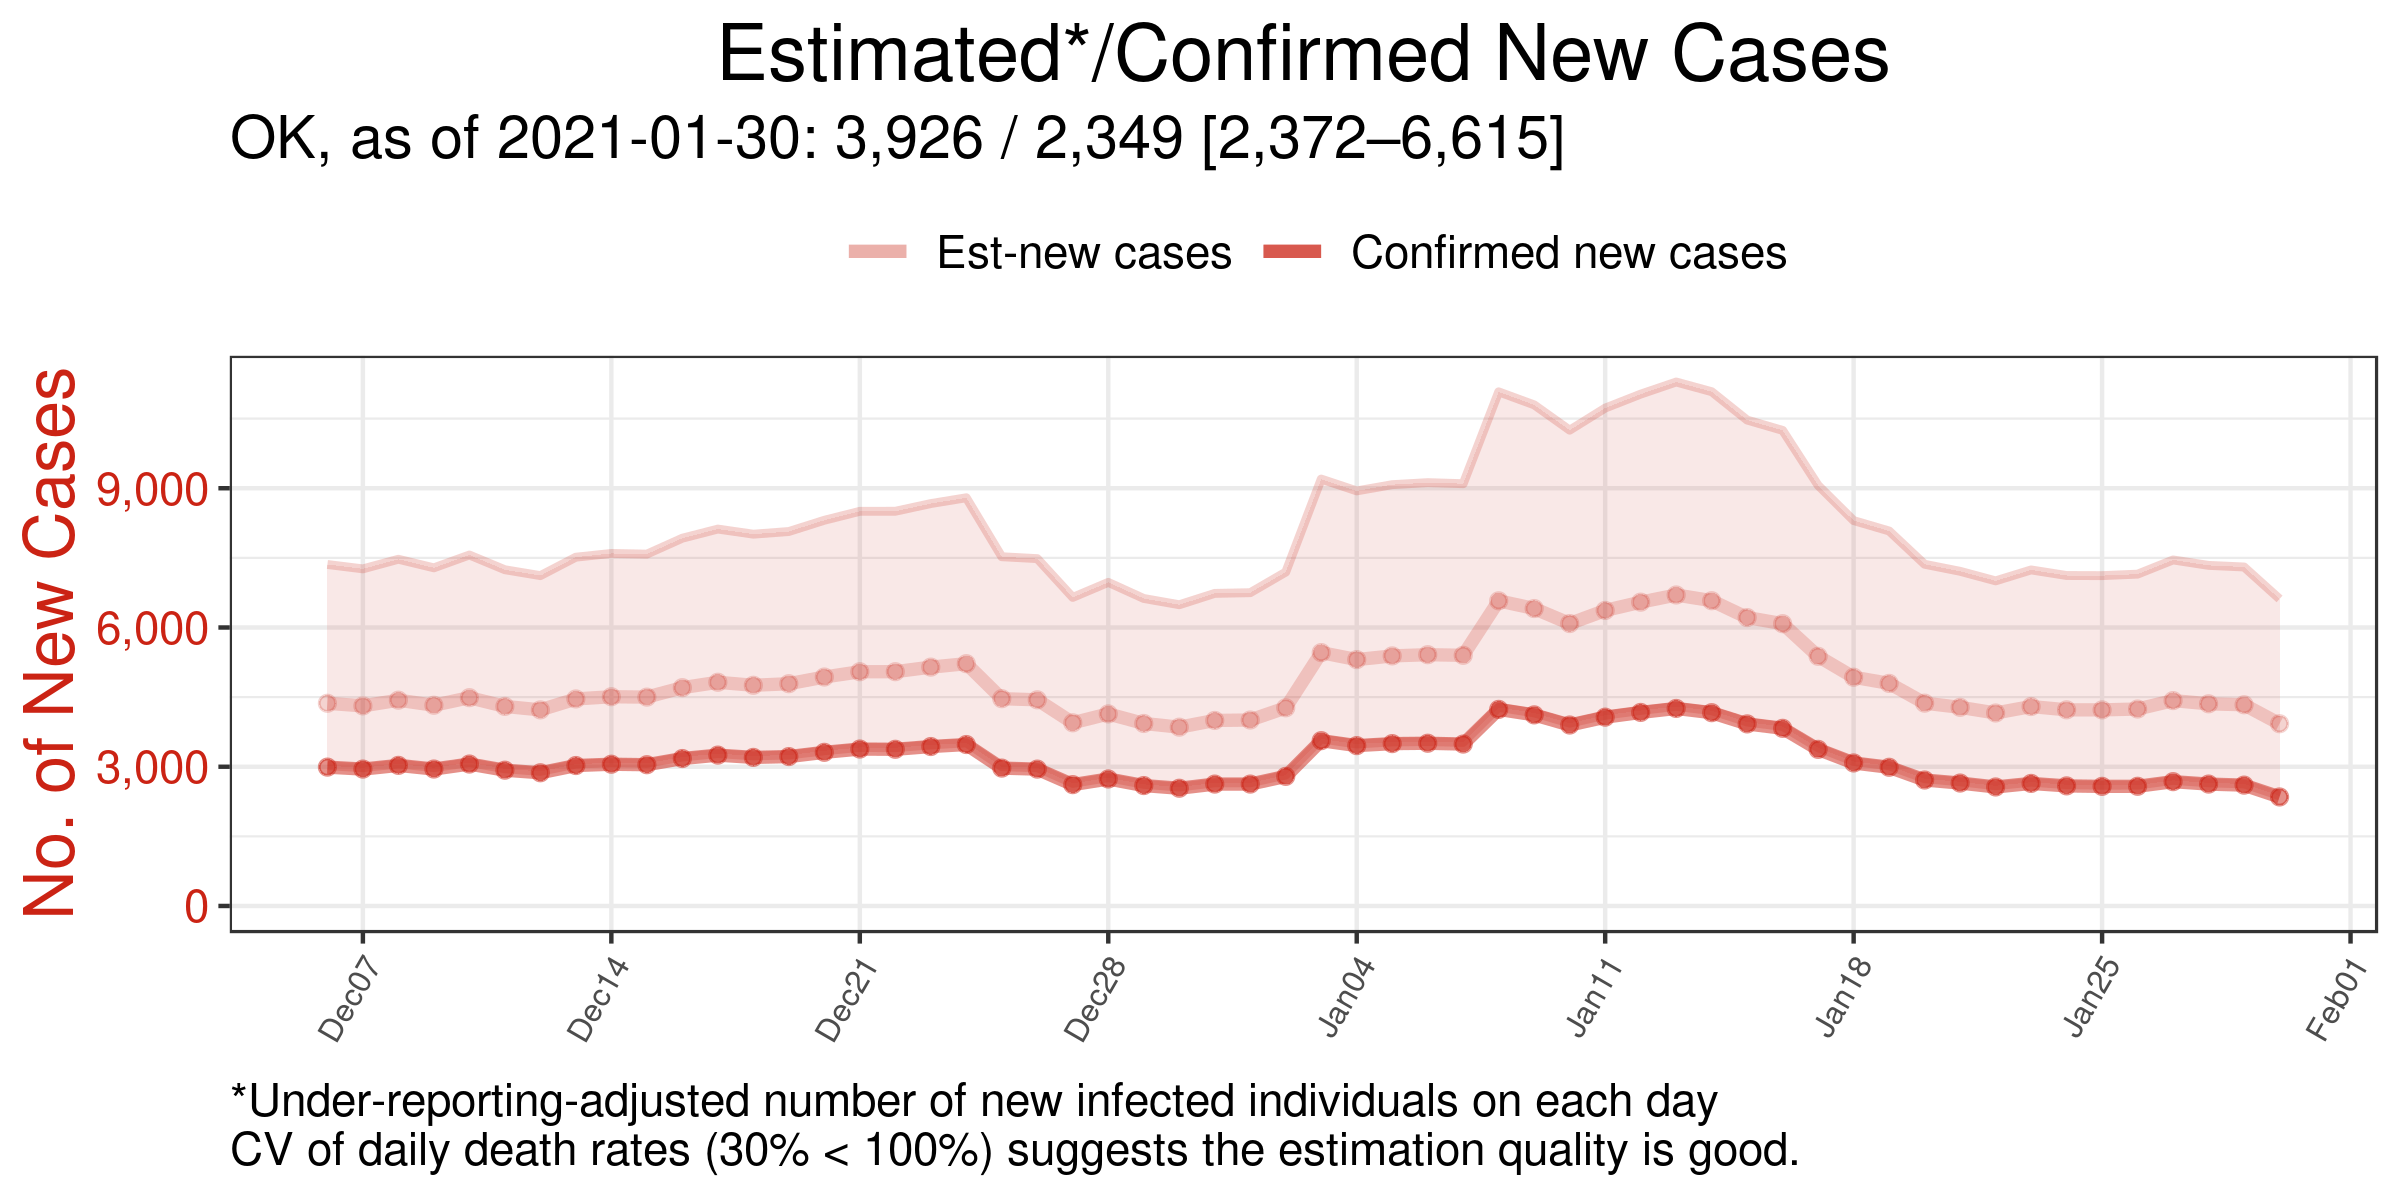 Estimated*/Confirmed New Cases
OK, as of 2021-01-30: 3,926 / 2,349 [2,372–6,615]
Est-new cases
Confirmed new cases
No. of New Cases
9,000
6,000
3,000
0
Dec07
Dec14
Dec21
Dec28
Jan04
Jan11
Jan18
Jan25
Feb01
*Under-reporting-adjusted number of new infected individuals on each day
CV of daily death rates (30% < 100%) suggests the estimation quality is good.